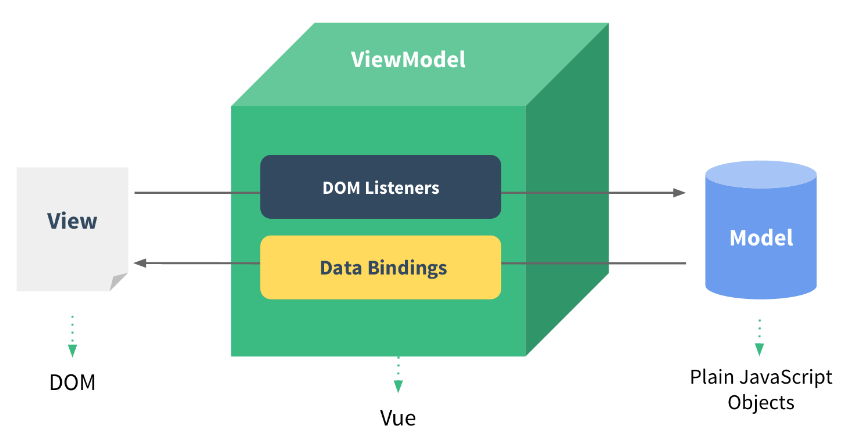 ViewModel
DOM Listeners
View
Model
Data Bindings
DOM
Vue
Plain JavaScript
Objects